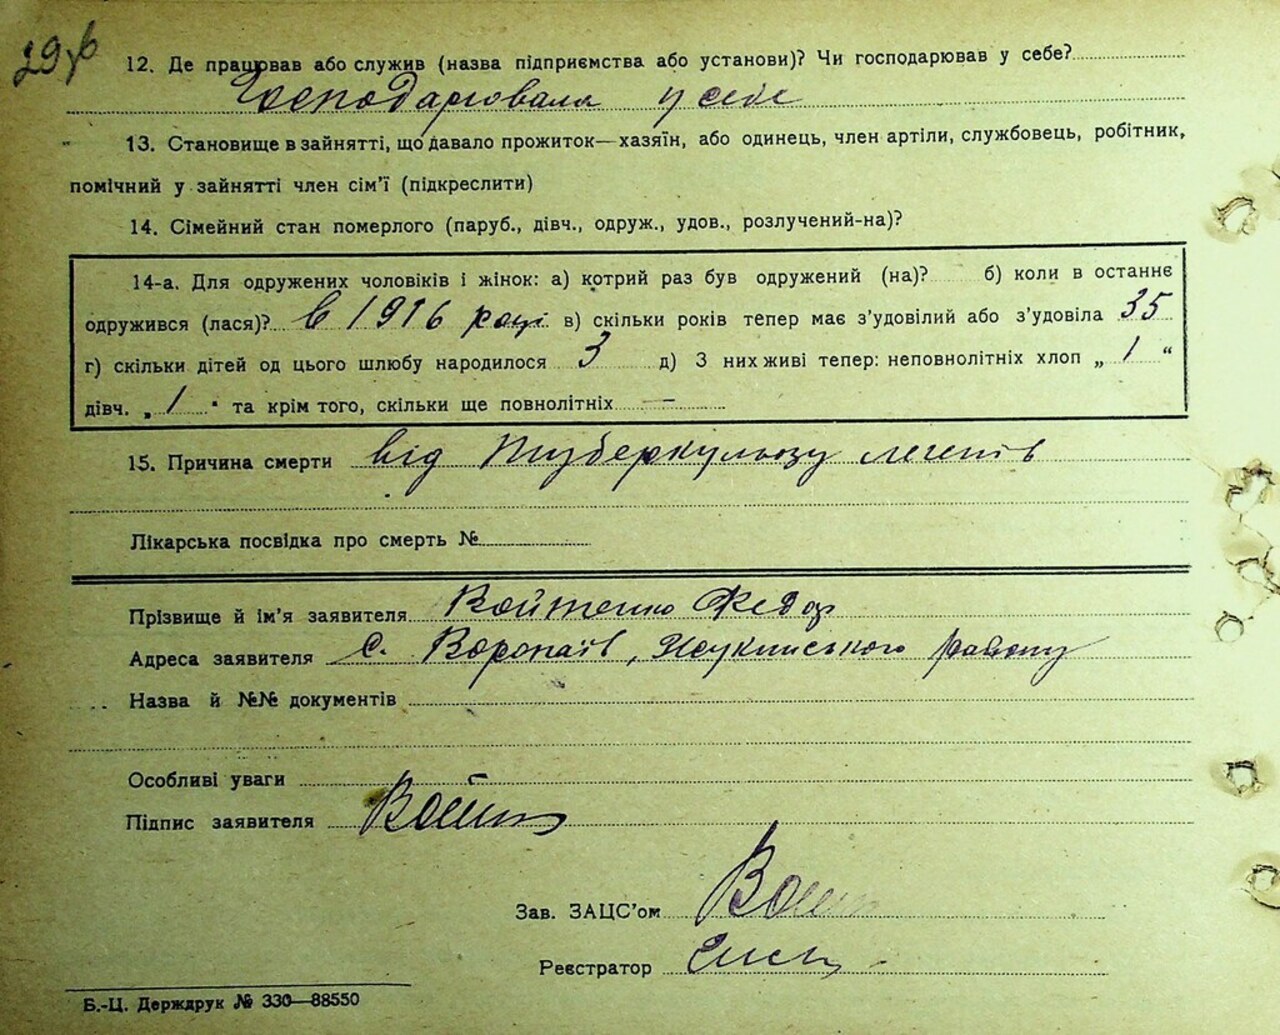 12. Де працював або служив (назва підприємства або установи)? Чи господарював у себе?
Господарювала у себе
13. Становище в зайнятті, що давало прожиток—хазяїн, або одинець, член артіли, службовець, робітник,
помічний у зайнятті член сім'ї (підкреслити)
14. Сімейний стан померлого (паруб., дівч., одруж., удов., розлучений-на)?
14-а. Для одружених чоловіків і жінок: а) котрий раз був одружений (на)? б) коли в останнє
одружився (лася)? в 1916 році в) скільки років тепер має з'удовілий або з'удовіла 35
г) скільки дітей од цього шлюбу народилося 3 д) З них живі тепер: неповнолітніх хлоп „ 1 “
дівч. „ 1 " та крім того, скільки ще повнолітніх —
15. Причина смерти від туберкульозу легенів
Лікарська посвідка про смерть №
Прізвище й ім'я заявителя Войтенко Федор
Адреса заявителя с. Воропаїв, району
Назва й №№ документів
Особливі уваги —
Підпис заявителя Войт
Зав. ЗАЦС'ом
Реєстратор
Б.-Ц. Держдрук № 330—88550